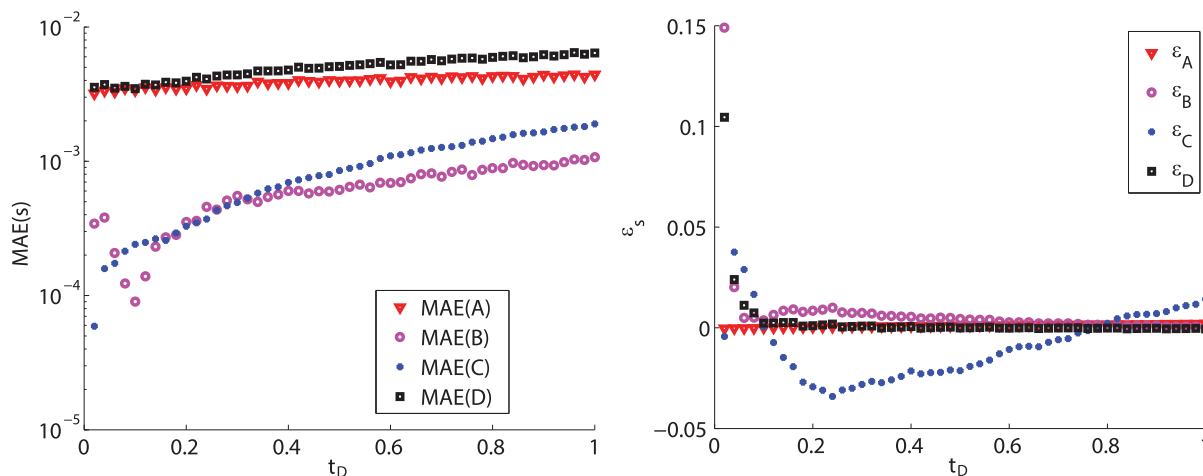 10⁻²
10⁻³
10⁻⁴
10⁻⁵
MAE(s)
0 0.2 0.4 0.6 0.8 1
t_D
MAE(A)
MAE(B)
MAE(C)
MAE(D)
0.15
0.1
0.05
0
−0.05
ε_s
0 0.2 0.4 0.6 0.8
t_D
ε_A
ε_B
ε_C
ε_D